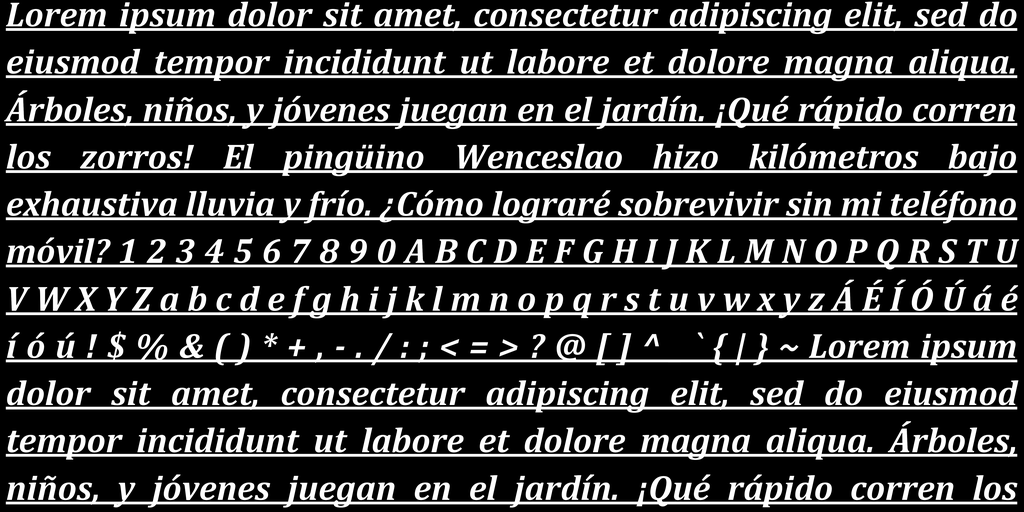 Lorem ipsum dolor sit amet, consectetur adipiscing elit, sed do
eiusmod tempor incididunt ut labore et dolore magna aliqua.
Árboles, niños, y jóvenes juegan en el jardín. ¡Qué rápido corren
los zorros! El pingüino Wenceslao hizo kilómetros bajo
exhaustiva lluvia y frío. ¿Cómo lograré sobrevivir sin mi teléfono
móvil? 1 2 3 4 5 6 7 8 9 0 A B C D E F G H I J K L M N O P Q R S T U
V W X Y Z a b c d e f g h i j k l m n o p q r s t u v w x y z Á É Í Ó Ú á é
í ó ú ! $ % & ( ) * + , - . / : ; < = > ? @ [ ] ^ ` { | } ~ Lorem ipsum
dolor sit amet, consectetur adipiscing elit, sed do eiusmod
tempor incididunt ut labore et dolore magna aliqua. Árboles,
niños, y jóvenes juegan en el jardín. ¡Qué rápido corren los